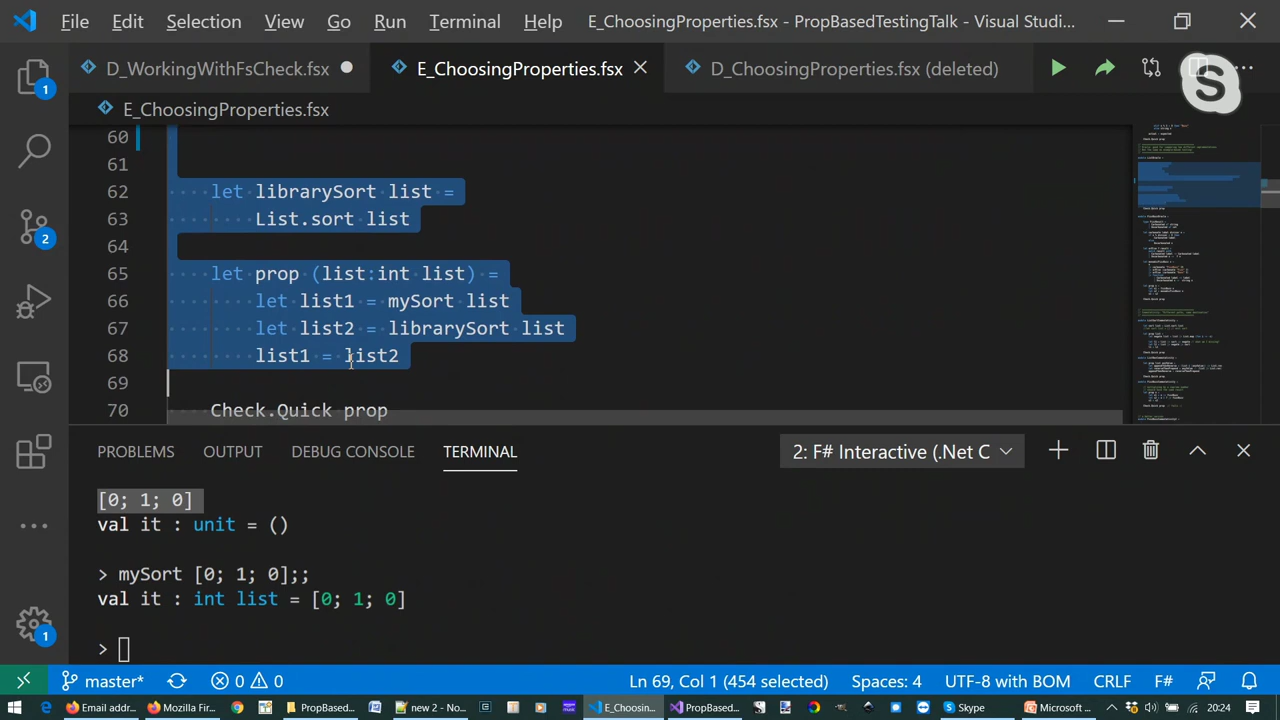 File Edit Selection View Go Run Terminal Help E_ChoosingProperties.fsx - PropBasedTestingTalk - Visual Studi...
D_WorkingWithFsCheck.fsx E_ChoosingProperties.fsx D_ChoosingProperties.fsx (deleted)
E_ChoosingProperties.fsx
60
61
62 let librarySort list =
63 List.sort list
64
65 let prop (list:int list) =
66 let list1 = mySort list
67 let list2 = librarySort list
68 list1 = list2
69
70 Check.Quick prop
PROBLEMS OUTPUT DEBUG CONSOLE TERMINAL 2: F# Interactive (.Net C
[0; 1; 0]
val it : unit = ()
> mySort [0; 1; 0];;
val it : int list = [0; 1; 0]
>
master* 0 0 Ln 69, Col 1 (454 selected) Spaces: 4 UTF-8 with BOM CRLF F#
Email addr... Mozilla Fir... PropBased... new 2 - No... E_Choosin... PropBased... Skype Microsoft ... 20:24